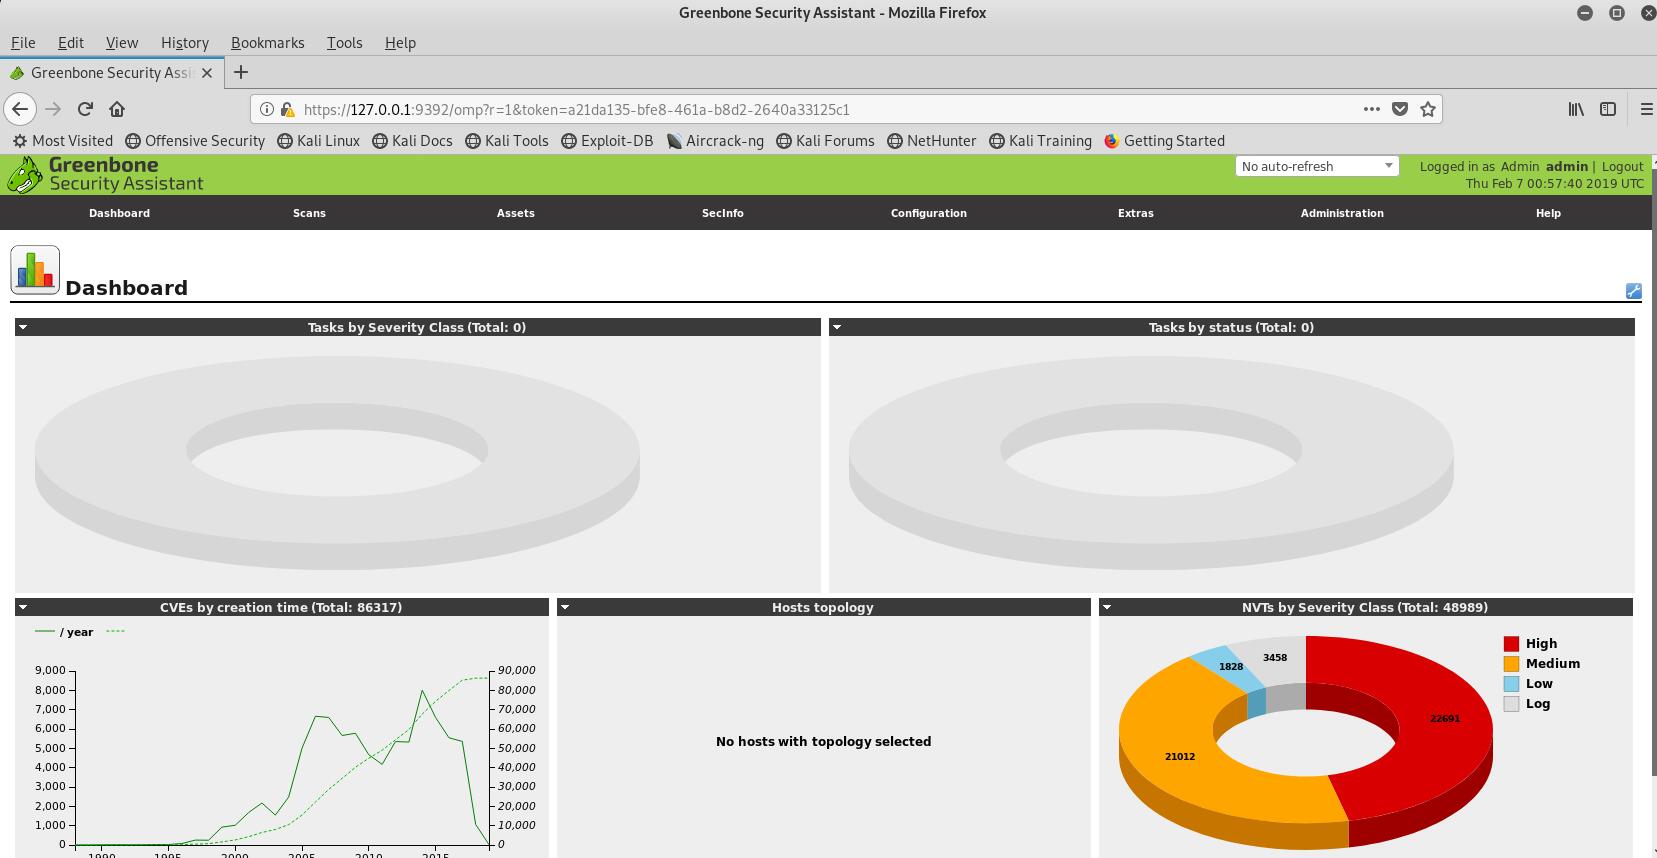 Greenbone Security Assistant - Mozilla Firefox
File Edit View History Bookmarks Tools Help
Greenbone Security Assi
https://127.0.0.1:9392/omp?r=1&token=a21da135-bfe8-461a-b8d2-2640a33125c1
Most Visited Offensive Security Kali Linux Kali Docs Kali Tools Exploit-DB Aircrack-ng Kali Forums NetHunter Kali Training Getting Started
Greenbone
Security Assistant
No auto-refresh
Logged in as Admin admin | Logout
Thu Feb 7 00:57:40 2019 UTC
Dashboard Scans Assets SecInfo Configuration Extras Administration Help
Dashboard
Tasks by Severity Class (Total: 0)
Tasks by status (Total: 0)
CVEs by creation time (Total: 86317)
/ year
9,000 90,000
8,000 80,000
7,000 70,000
6,000 60,000
5,000 50,000
4,000 40,000
3,000 30,000
2,000 20,000
1,000 10,000
0 0
1990 1995 2000 2005 2010 2015
Hosts topology
No hosts with topology selected
NVTs by Severity Class (Total: 48989)
High
Medium
Low
Log
3458
1828
22691
21012